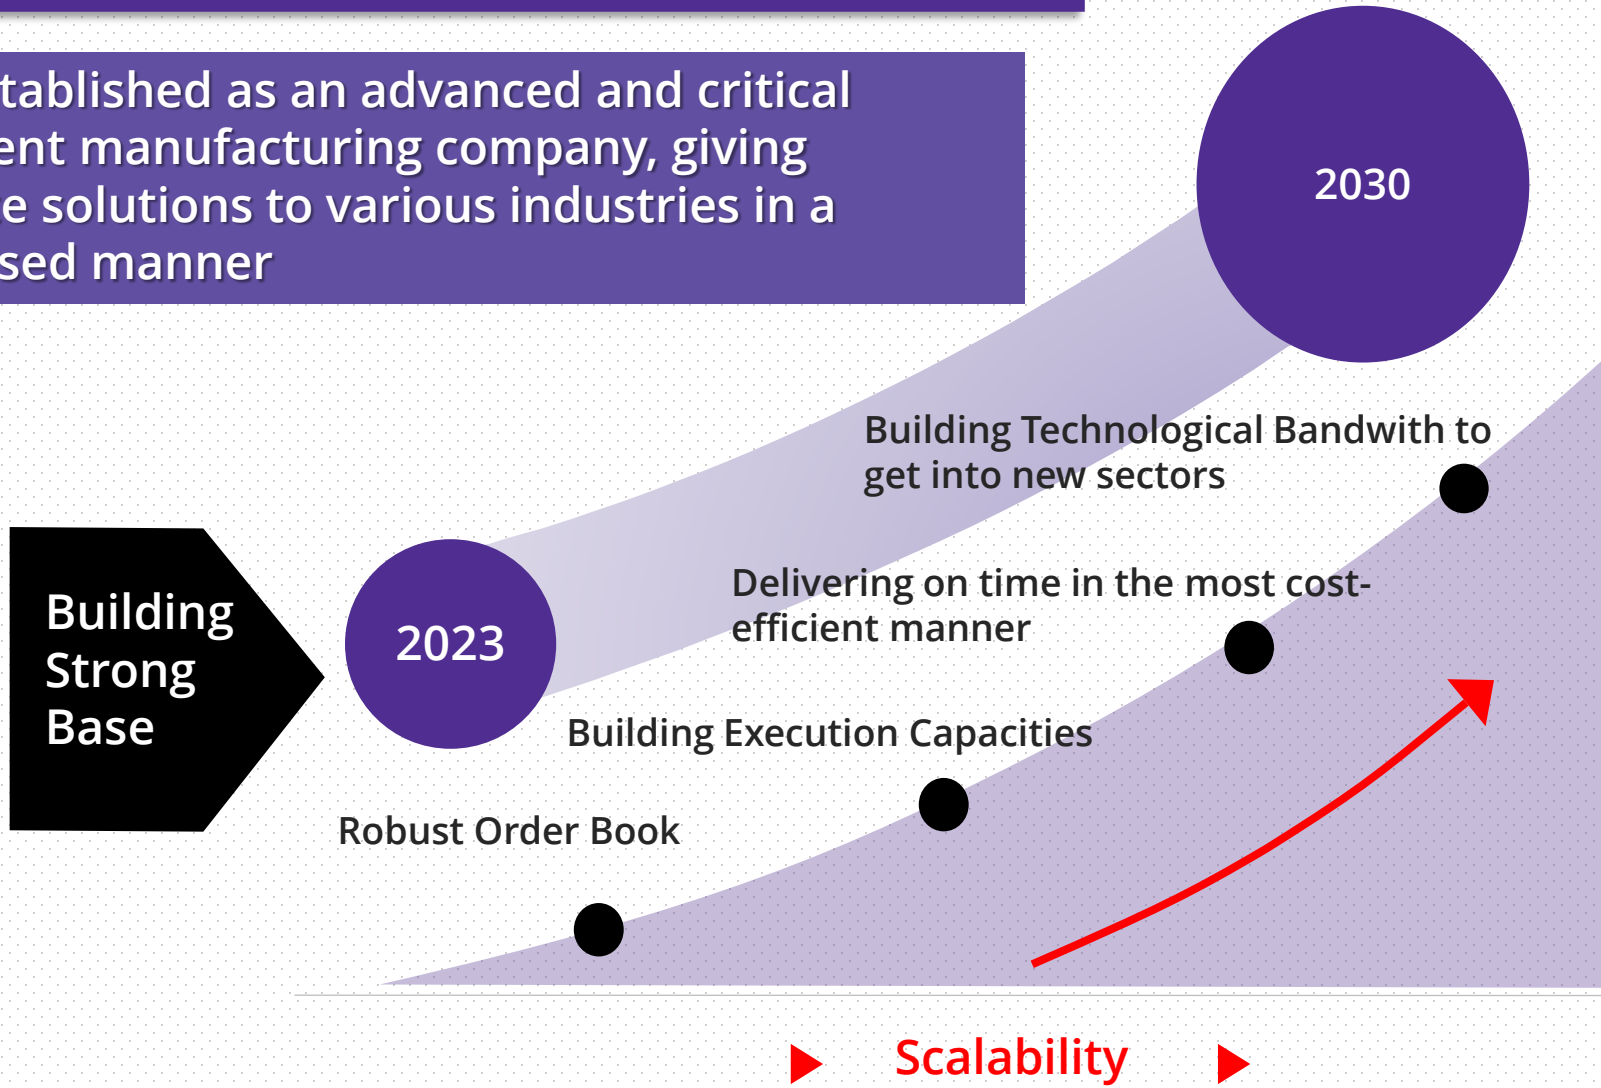 tablished as an advanced and critical
ent manufacturing company, giving
e solutions to various industries in a
sed manner
2030
Building Technological Bandwith to
get into new sectors
Delivering on time in the most cost-
efficient manner
Building
Strong
Base
2023
Building Execution Capacities
Robust Order Book
Scalability